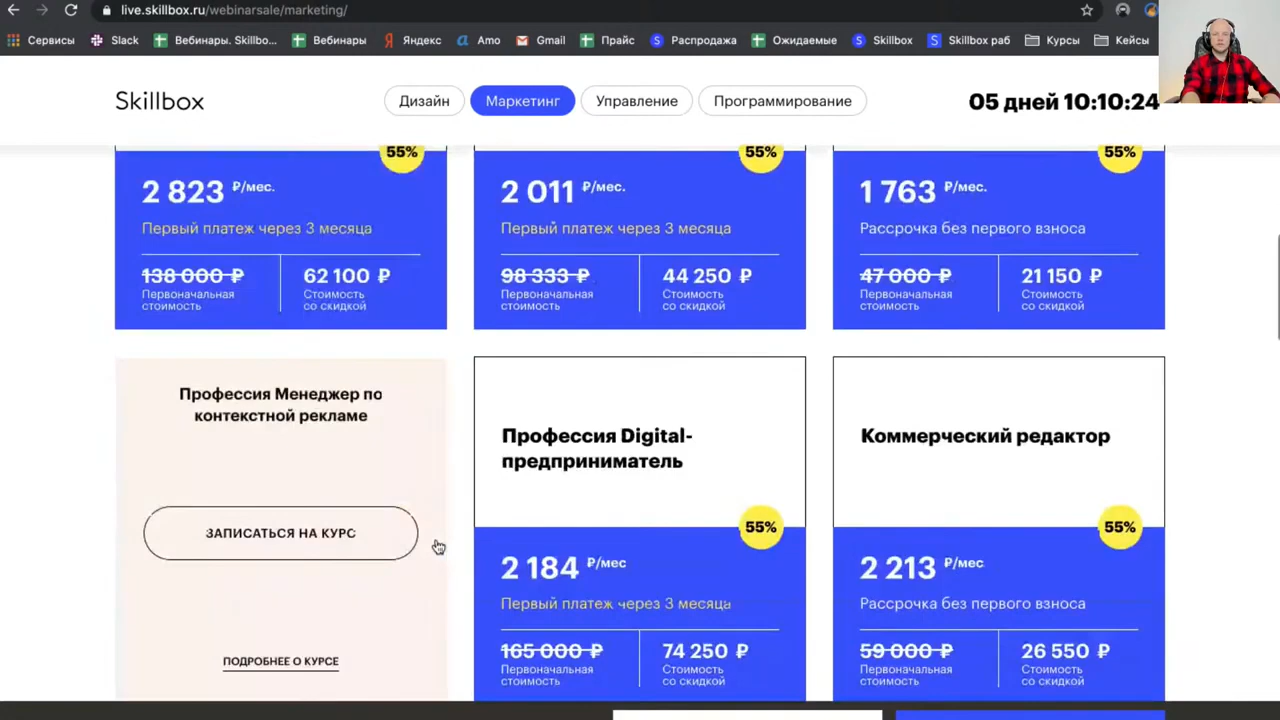 live.skillbox.ru/webinarsale/marketing/
Сервисы Slack Вебинары. Skillbo... Вебинары Яндекс Amo Gmail Прайс Распродажа Ожидаемые Skillbox Skillbox раб Курсы Кейсы
Skillbox Дизайн Маркетинг Управление Программирование 05 дней 10:10:24
55% 55% 55%
2 823 ₽/мес. 2 011 ₽/мес. 1 763 ₽/мес.
Первый платеж через 3 месяца Первый платеж через 3 месяца Рассрочка без первого взноса
138 000 ₽ 62 100 ₽ 98 333 ₽ 44 250 ₽ 47 000 ₽ 21 150 ₽
Первоначальная Стоимость Первоначальная Стоимость Первоначальная Стоимость
стоимость со скидкой стоимость со скидкой стоимость со скидкой
Профессия Менеджер по
контекстной рекламе
ЗАПИСАТЬСЯ НА КУРС
ПОДРОБНЕЕ О КУРСЕ
Профессия Digital-
предприниматель
55%
2 184 ₽/мес
Первый платеж через 3 месяца
165 000 ₽ 74 250 ₽
Первоначальная Стоимость
стоимость со скидкой
Коммерческий редактор
55%
2 213 ₽/мес
Рассрочка без первого взноса
59 000 ₽ 26 550 ₽
Первоначальная Стоимость
стоимость со скидкой